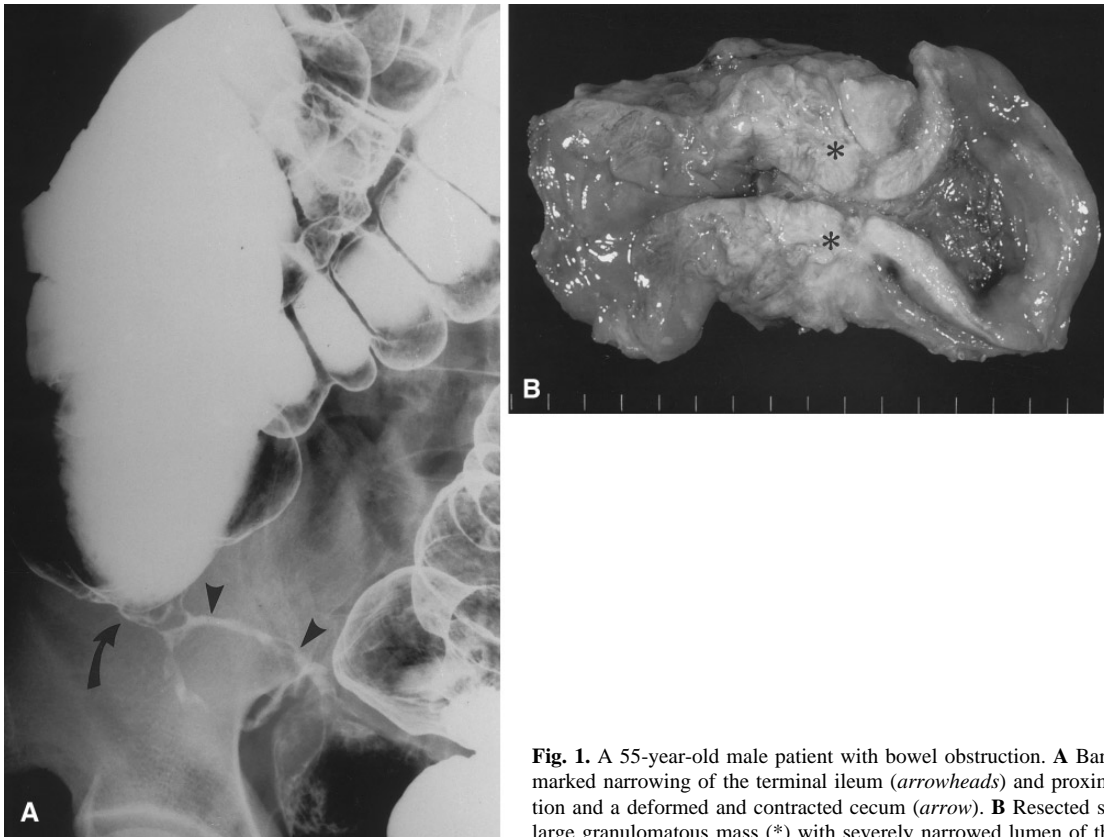 A
B
Fig. 1. A 55-year-old male patient with bowel obstruction. A Bar
marked narrowing of the terminal ileum (arrowheads) and proxim
tion and a deformed and contracted cecum (arrow). B Resected s
large granulomatous mass (*) with severely narrowed lumen of th